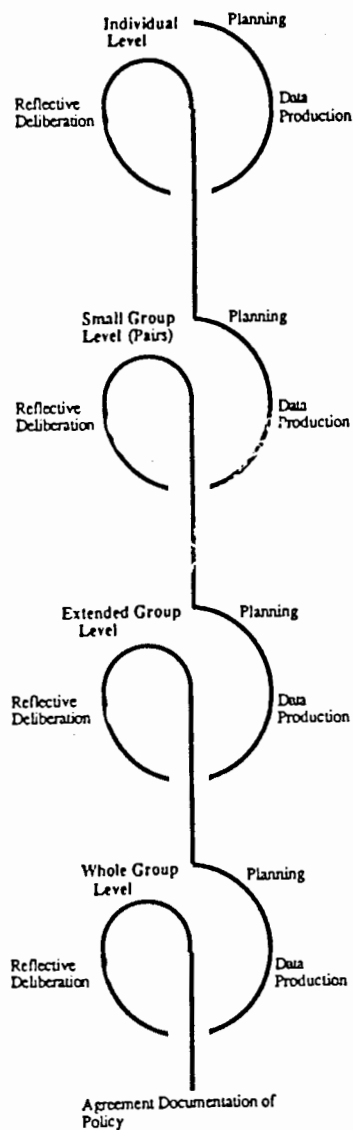 Individual
Level
Planning
Reflective
Deliberation
Data
Production
Small Group
Level (Pairs)
Planning
Reflective
Deliberation
Data
Production
Extended Group
Level
Planning
Reflective
Deliberation
Data
Production
Whole Group
Level
Planning
Reflective
Deliberation
Data
Production
Agreement Documentation of
Policy